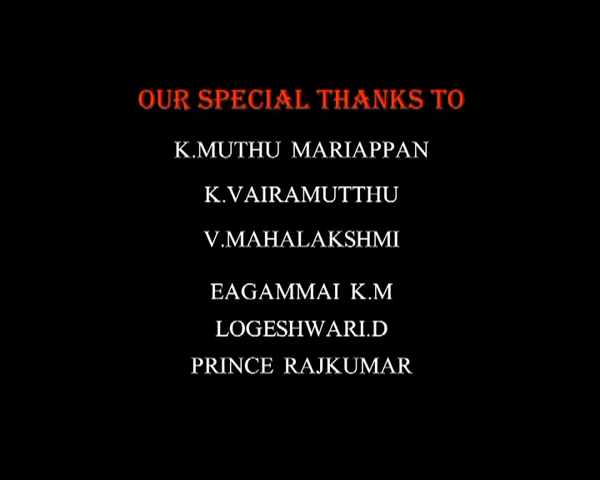 OUR SPECIAL THANKS TO
K.MUTHU MARIAPPAN
K.VAIRAMUTTHU
V.MAHALAKSHMI
EAGAMMAI K.M
LOGESHWARI.D
PRINCE RAJKUMAR